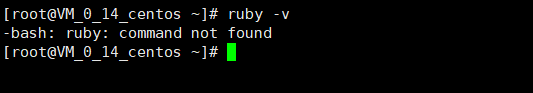 [root@VM_0_14_centos ~]# ruby -v
-bash: ruby: command not found
[root@VM_0_14_centos ~]#